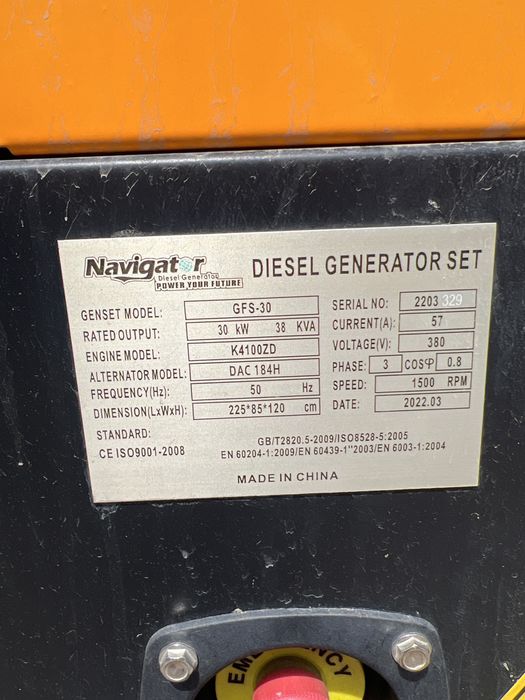 Navigator
Diesel Generator
POWER YOUR FUTURE
DIESEL GENERATOR SET
GENSET MODEL: GFS-30
RATED OUTPUT: 30 kW 38 KVA
ENGINE MODEL: K4100ZD
ALTERNATOR MODEL: DAC 184H
FREQUENCY(Hz): 50 Hz
DIMENSION(LxWxH): 225*85*120 cm
SERIAL NO: 2203 329
CURRENT(A): 57
VOLTAGE(V): 380
PHASE: 3 COSφ 0.8
SPEED: 1500 RPM
DATE: 2022.03
STANDARD:
CE ISO9001-2008
GB/T2820.5-2009/ISO8528-5:2005
EN 60204-1:2009/EN 60439-1"2003/EN 6003-1:2004
MADE IN CHINA
EMERGENCY